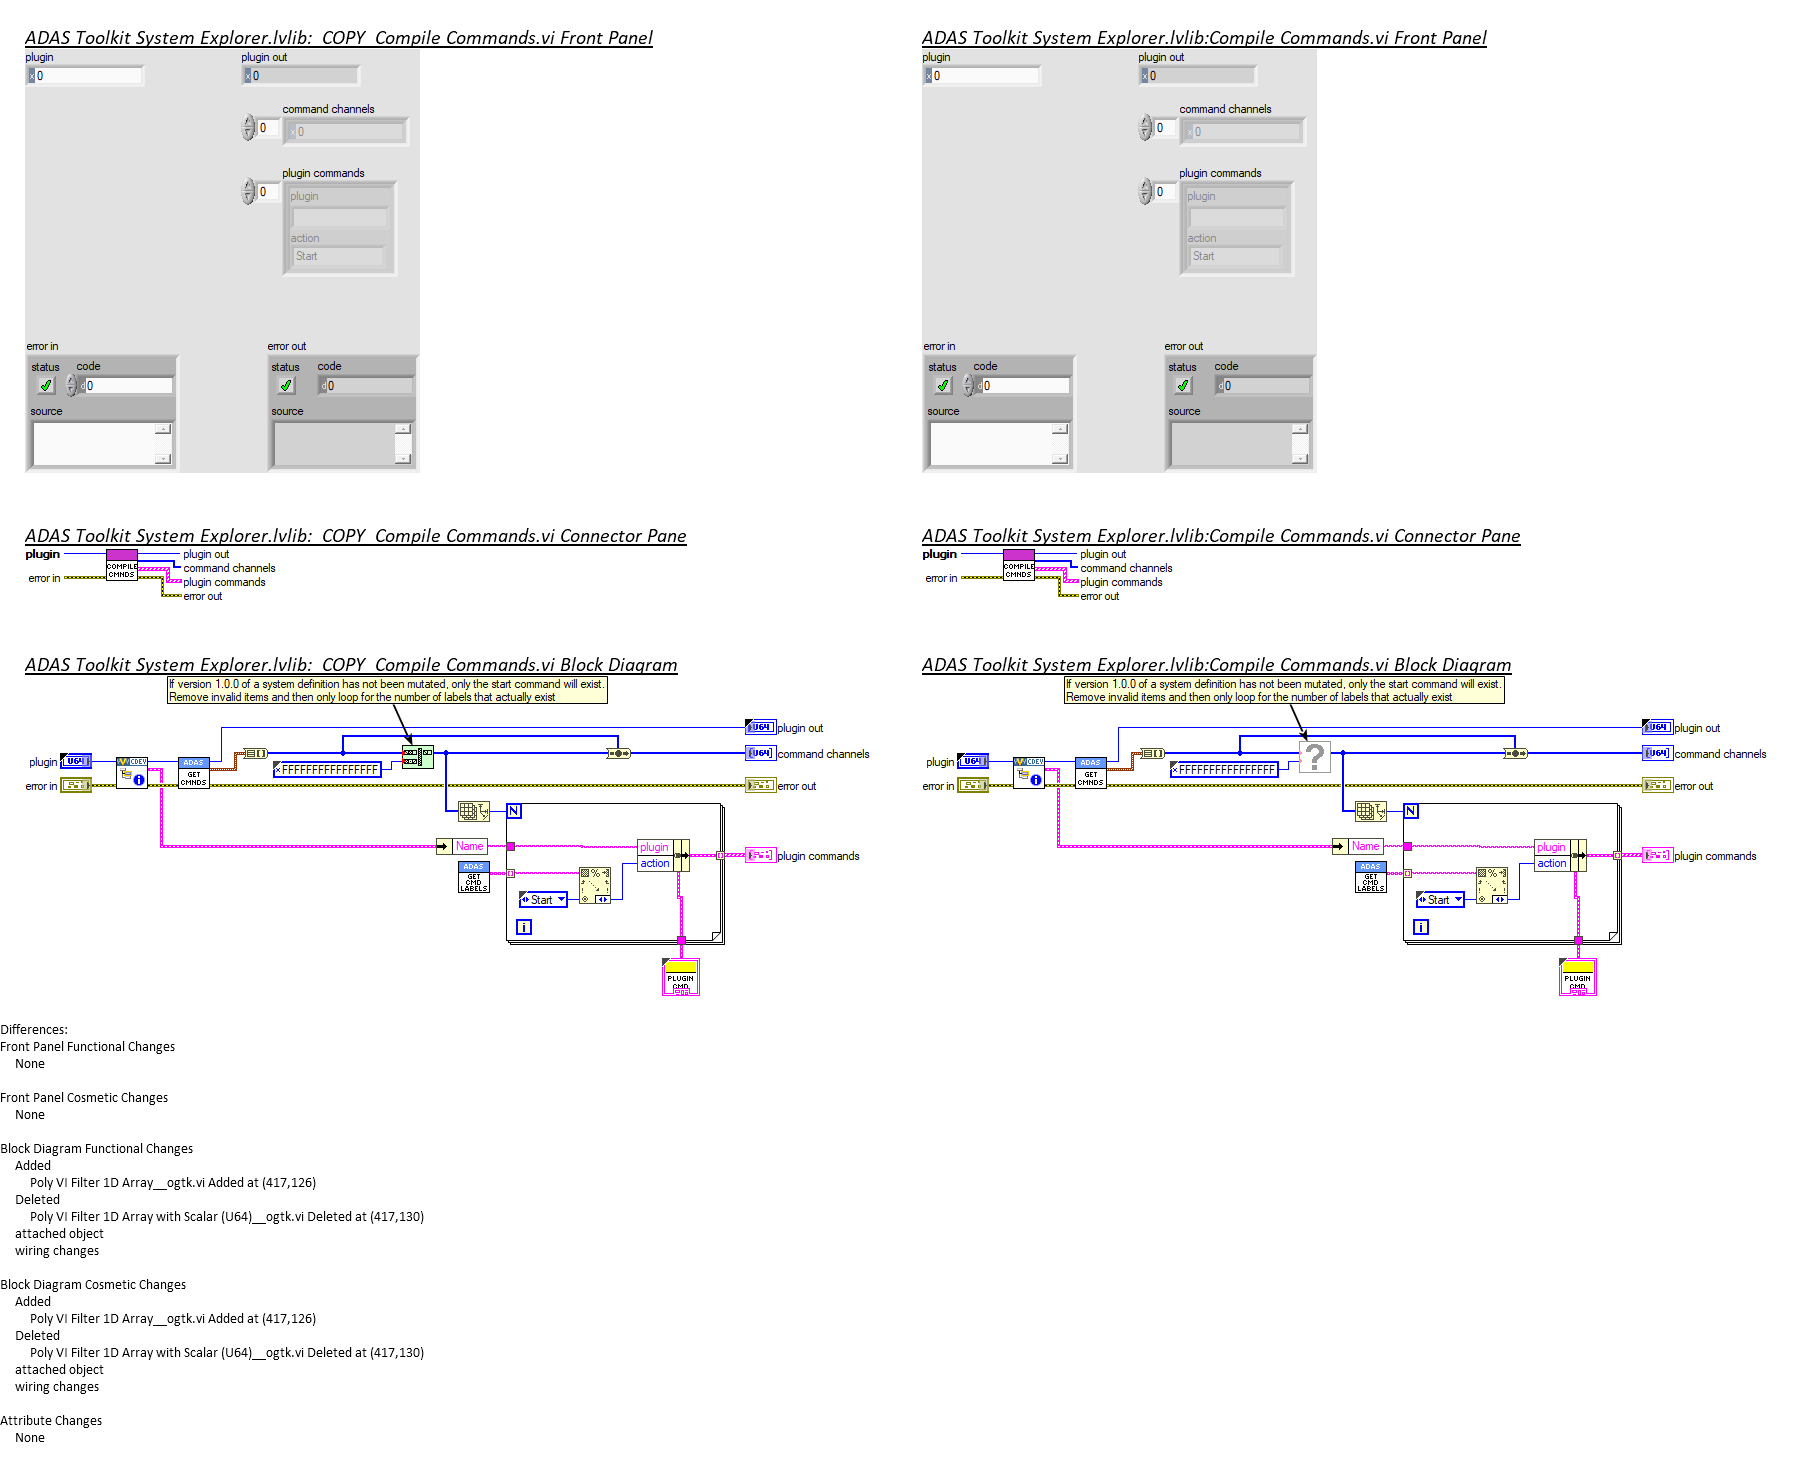 ADAS Toolkit System Explorer.lvlib:_COPY_Compile Commands.vi Front Panel
plugin
x 0
plugin out
x 0
command channels
0
x 0
plugin commands
0
plugin
action
Start
error in
status
code
d 0
source
error out
status
code
d 0
source
ADAS Toolkit System Explorer.lvlib:Compile Commands.vi Front Panel
plugin
x 0
plugin out
x 0
command channels
0
x 0
plugin commands
0
plugin
action
Start
error in
status
code
d 0
source
error out
status
code
d 0
source
ADAS Toolkit System Explorer.lvlib:_COPY_Compile Commands.vi Connector Pane
plugin
error in
COMPILE
CMNDS
plugin out
command channels
plugin commands
error out
ADAS Toolkit System Explorer.lvlib:Compile Commands.vi Connector Pane
plugin
error in
COMPILE
CMNDS
plugin out
command channels
plugin commands
error out
ADAS Toolkit System Explorer.lvlib:_COPY_Compile Commands.vi Block Diagram
If version 1.0.0 of a system definition has not been mutated, only the start command will exist.
Remove invalid items and then only loop for the number of labels that actually exist
plugin
U64
error in
CDEV
ADAS
GET
CMNDS
xFFFFFFFFFFFFFFFF
U64
plugin out
U64
command channels
error out
N
Name
ADAS
GET
CMD
LABELS
Start
i
plugin
action
plugin commands
PLUGIN
CMD
ADAS Toolkit System Explorer.lvlib:Compile Commands.vi Block Diagram
If version 1.0.0 of a system definition has not been mutated, only the start command will exist.
Remove invalid items and then only loop for the number of labels that actually exist
plugin
U64
error in
CDEV
ADAS
GET
CMNDS
xFFFFFFFFFFFFFFFF
?
U64
plugin out
U64
command channels
error out
N
Name
ADAS
GET
CMD
LABELS
Start
i
plugin
action
plugin commands
PLUGIN
CMD
Differences:
Front Panel Functional Changes
None
Front Panel Cosmetic Changes
None
Block Diagram Functional Changes
Added
Poly VI Filter 1D Array__ogtk.vi Added at (417,126)
Deleted
Poly VI Filter 1D Array with Scalar (U64)__ogtk.vi Deleted at (417,130)
attached object
wiring changes
Block Diagram Cosmetic Changes
Added
Poly VI Filter 1D Array__ogtk.vi Added at (417,126)
Deleted
Poly VI Filter 1D Array with Scalar (U64)__ogtk.vi Deleted at (417,130)
attached object
wiring changes
Attribute Changes
None